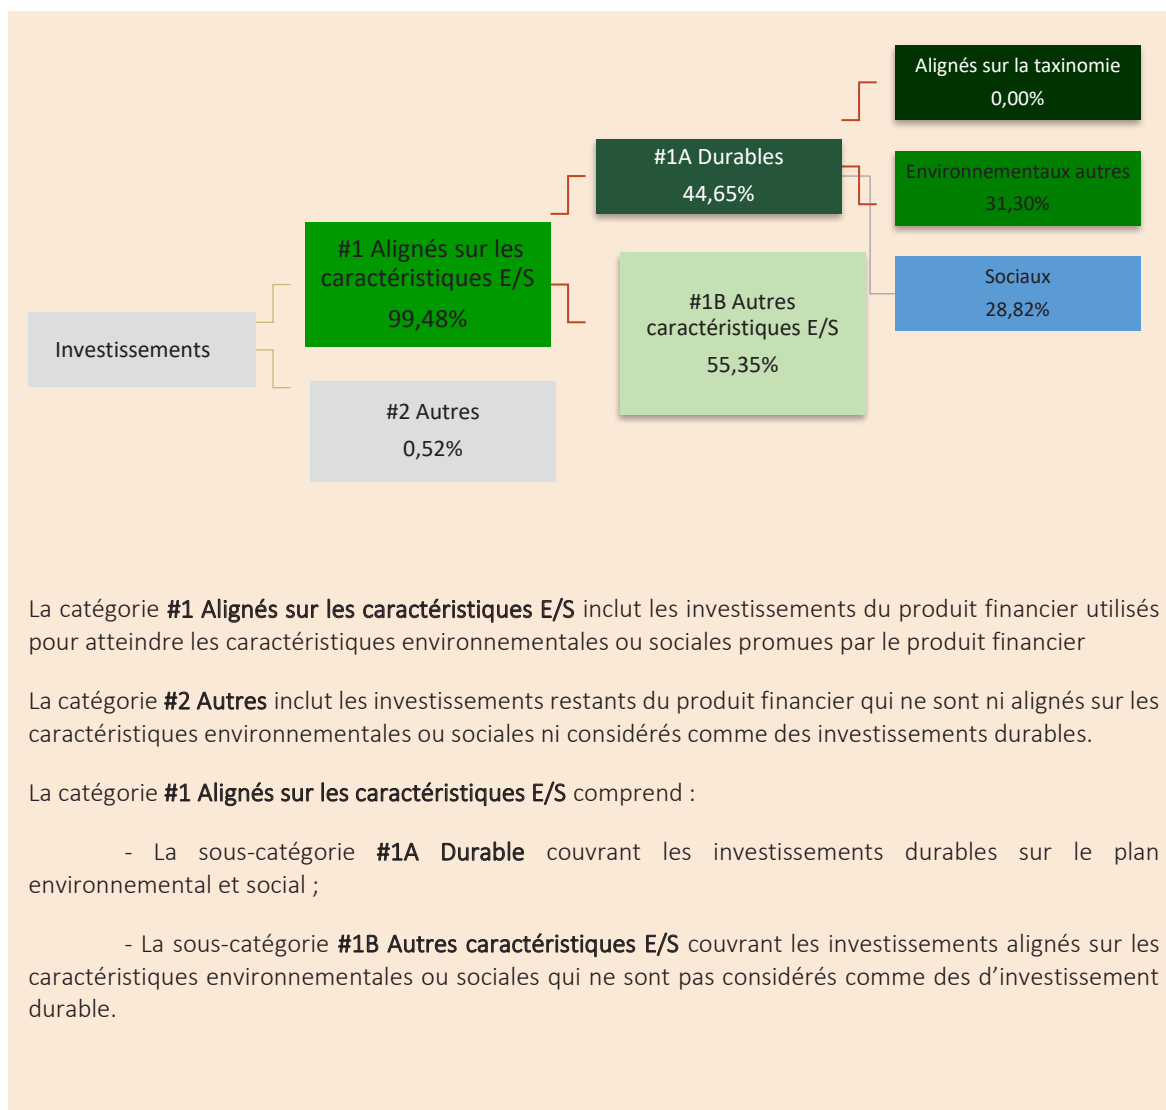 Alignés sur la taxinomie
0,00%
#1A Durables
44,65%
Environnementaux autres
31,30%
#1 Alignés sur les
caractéristiques E/S
99,48%
Sociaux
28,82%
#1B Autres
caractéristiques E/S
55,35%
Investissements
#2 Autres
0,52%
La catégorie #1 Alignés sur les caractéristiques E/S inclut les investissements du produit financier utilisés
pour atteindre les caractéristiques environnementales ou sociales promues par le produit financier
La catégorie #2 Autres inclut les investissements restants du produit financier qui ne sont ni alignés sur les
caractéristiques environnementales ou sociales ni considérés comme des investissements durables.
La catégorie #1 Alignés sur les caractéristiques E/S comprend :
- La sous-catégorie #1A Durable couvrant les investissements durables sur le plan
environnemental et social ;
- La sous-catégorie #1B Autres caractéristiques E/S couvrant les investissements alignés sur les
caractéristiques environnementales ou sociales qui ne sont pas considérés comme des d’investissement
durable.